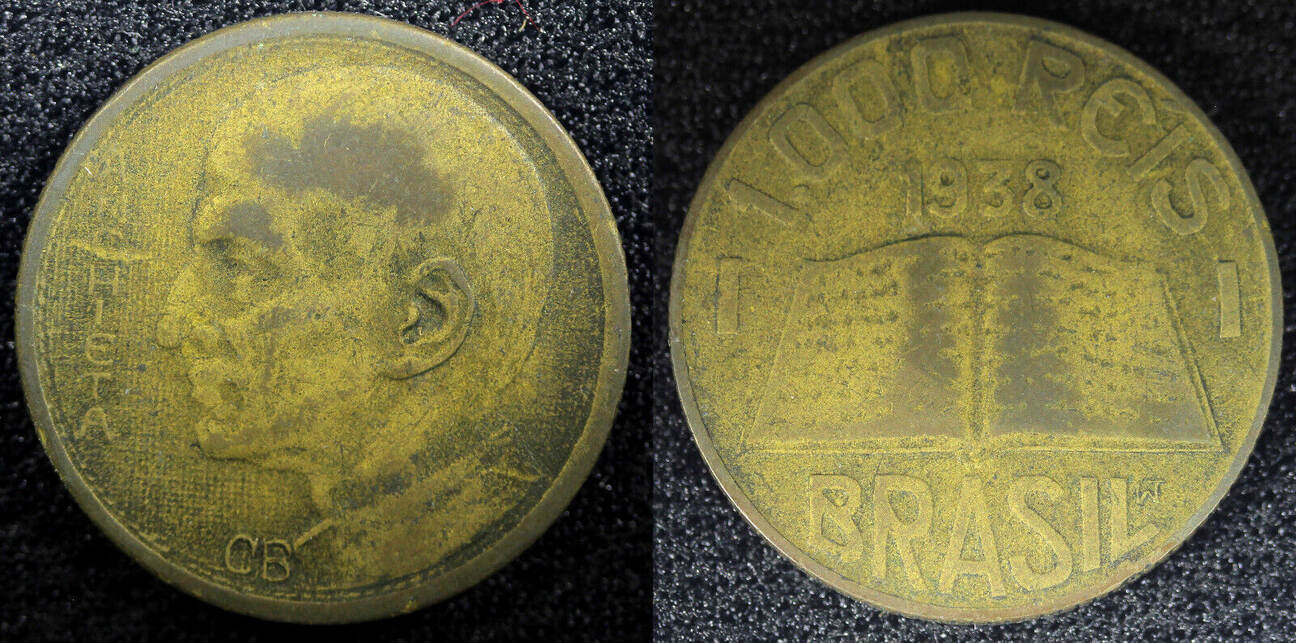 ANCHIETA
CB
1.000 REIS
1938
I I
BRASIL